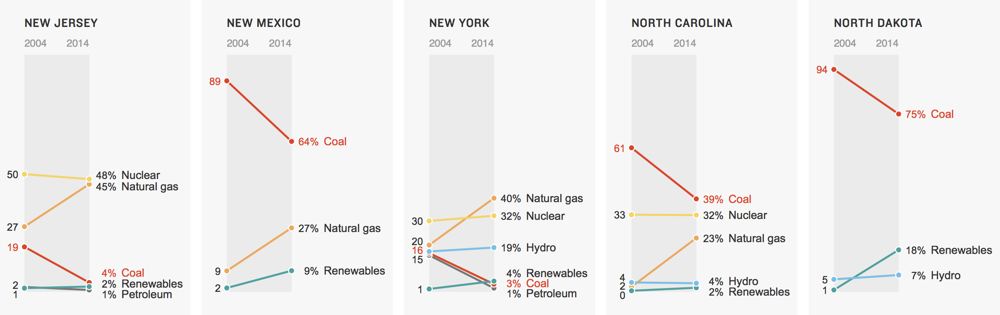 NEW JERSEY
2004 2014
50
48% Nuclear
45% Natural gas
27
19
4% Coal
2
2% Renewables
1
1% Petroleum
NEW MEXICO
2004 2014
89
64% Coal
27% Natural gas
9
9% Renewables
2
NEW YORK
2004 2014
40% Natural gas
30
32% Nuclear
20
16
19% Hydro
15
4% Renewables
3% Coal
1
1% Petroleum
NORTH CAROLINA
2004 2014
61
39% Coal
33
32% Nuclear
23% Natural gas
4
4% Hydro
2
2% Renewables
0
NORTH DAKOTA
2004 2014
94
75% Coal
18% Renewables
5
7% Hydro
1